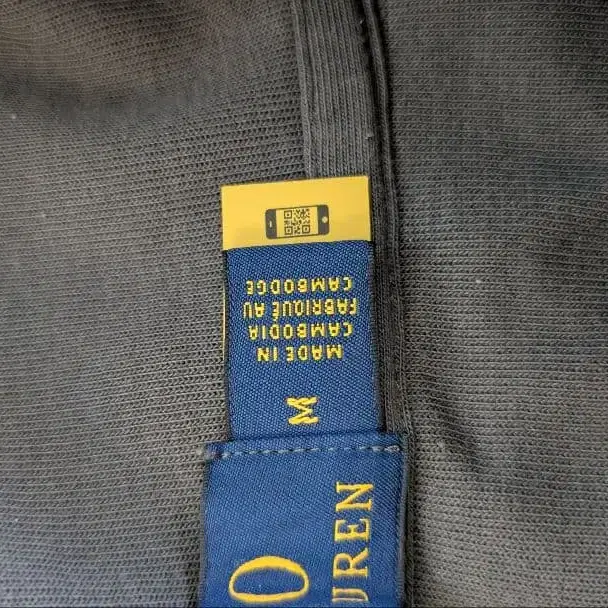 MADE IN
CAMBODIA
FABRIQUÉ AU
CAMBODGE
M
O
UREN